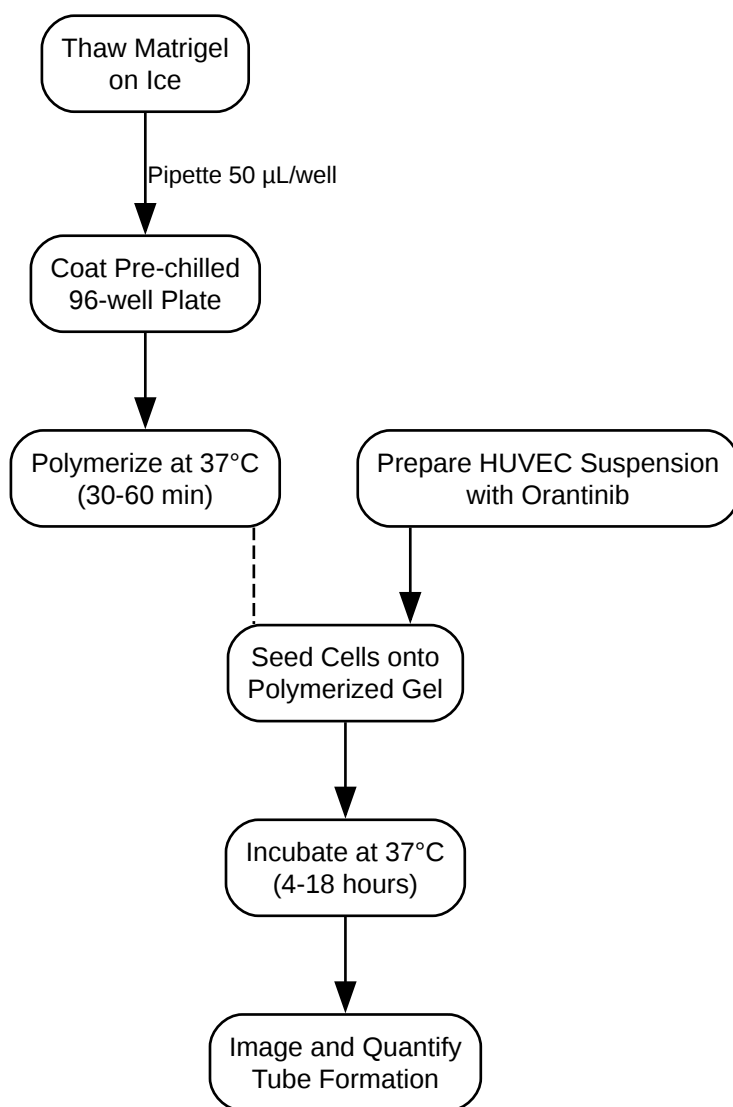 Thaw Matrigel
on Ice
Pipette 50 µL/well
Coat Pre-chilled
96-well Plate
Polymerize at 37°C
(30-60 min)
Prepare HUVEC Suspension
with Orantinib
Seed Cells onto
Polymerized Gel
Incubate at 37°C
(4-18 hours)
Image and Quantify
Tube Formation